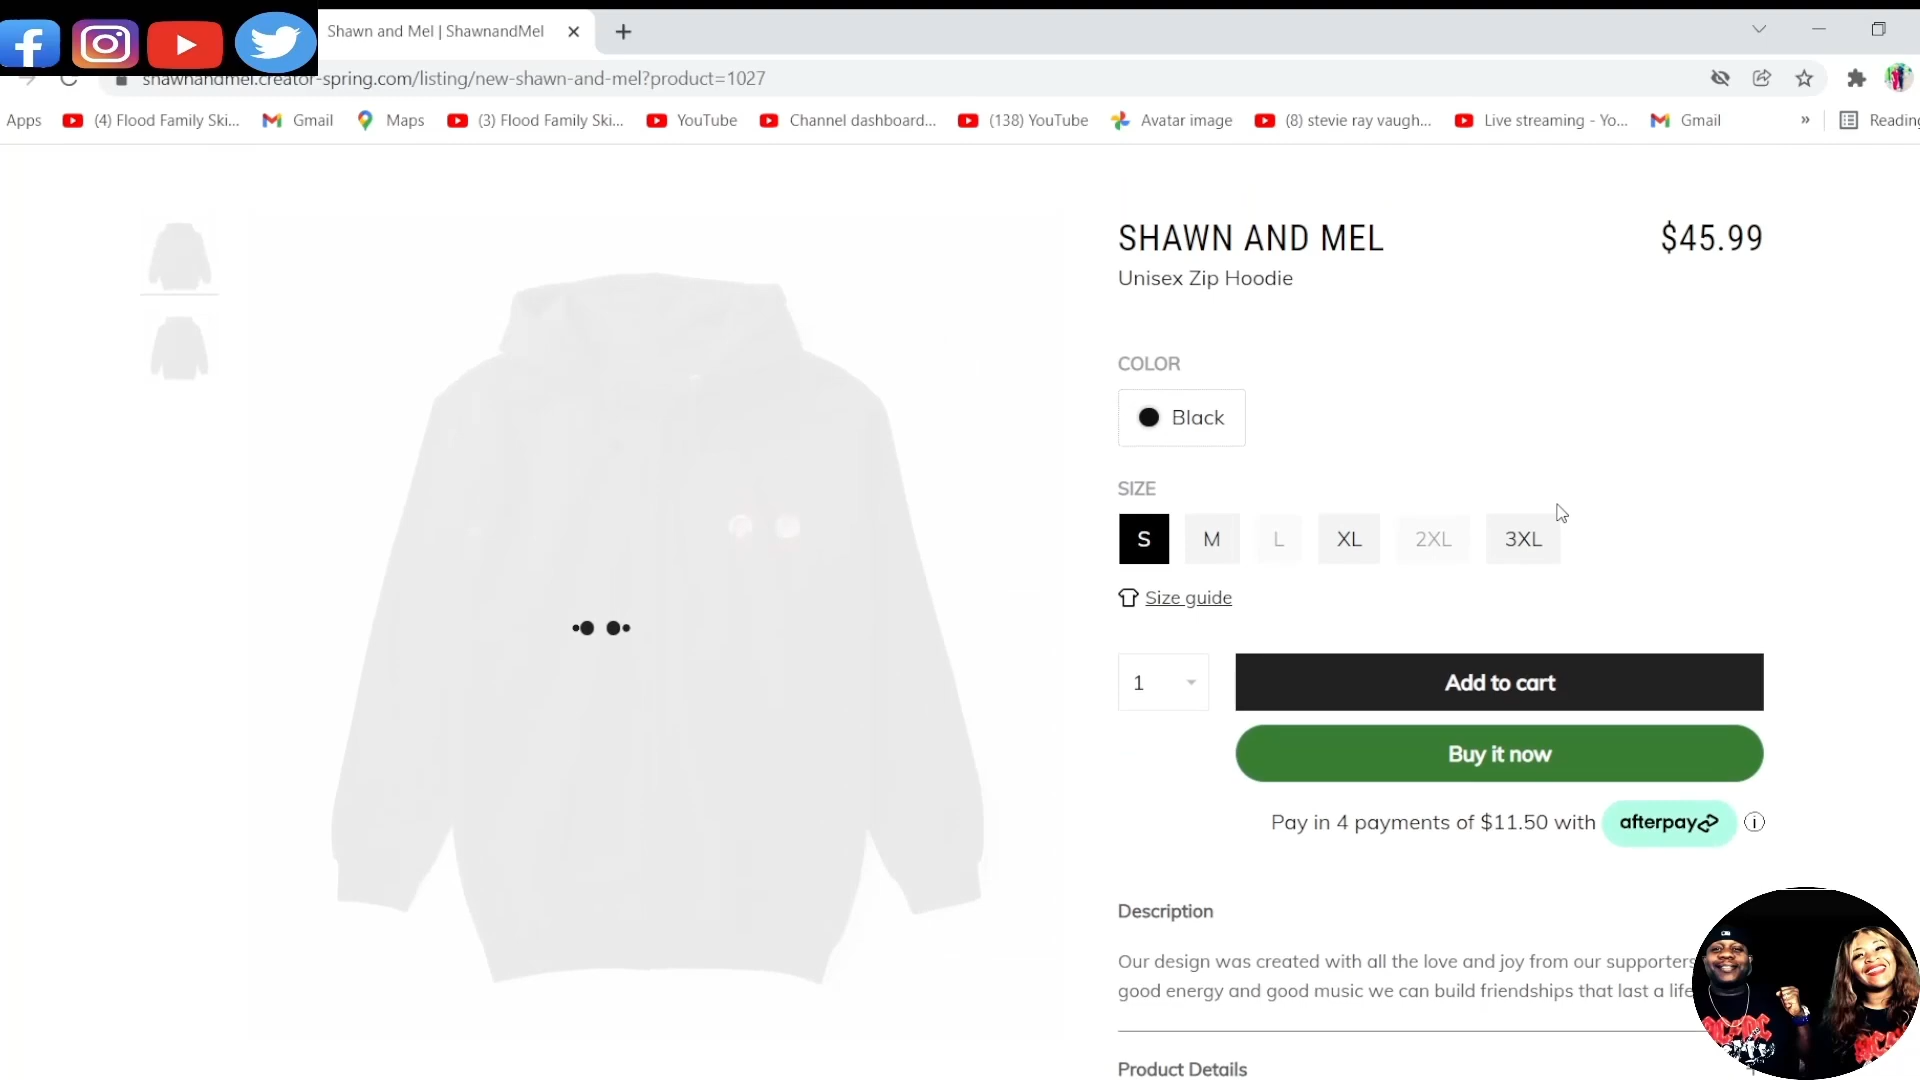 Shawn and Mel | ShawnandMel
shawnandmel.creator-spring.com/listing/new-shawn-and-mel?product=1027
Apps (4) Flood Family Ski... Gmail Maps (3) Flood Family Ski... YouTube Channel dashboard... (138) YouTube Avatar image (8) stevie ray vaugh... Live streaming - Yo... Gmail » Reading
SHAWN AND MEL $45.99
Unisex Zip Hoodie
COLOR
Black
SIZE
S M L XL 2XL 3XL
Size guide
1 Add to cart
Buy it now
Pay in 4 payments of $11.50 with afterpay
Description
Our design was created with all the love and joy from our supporters
good energy and good music we can build friendships that last a life
Product Details